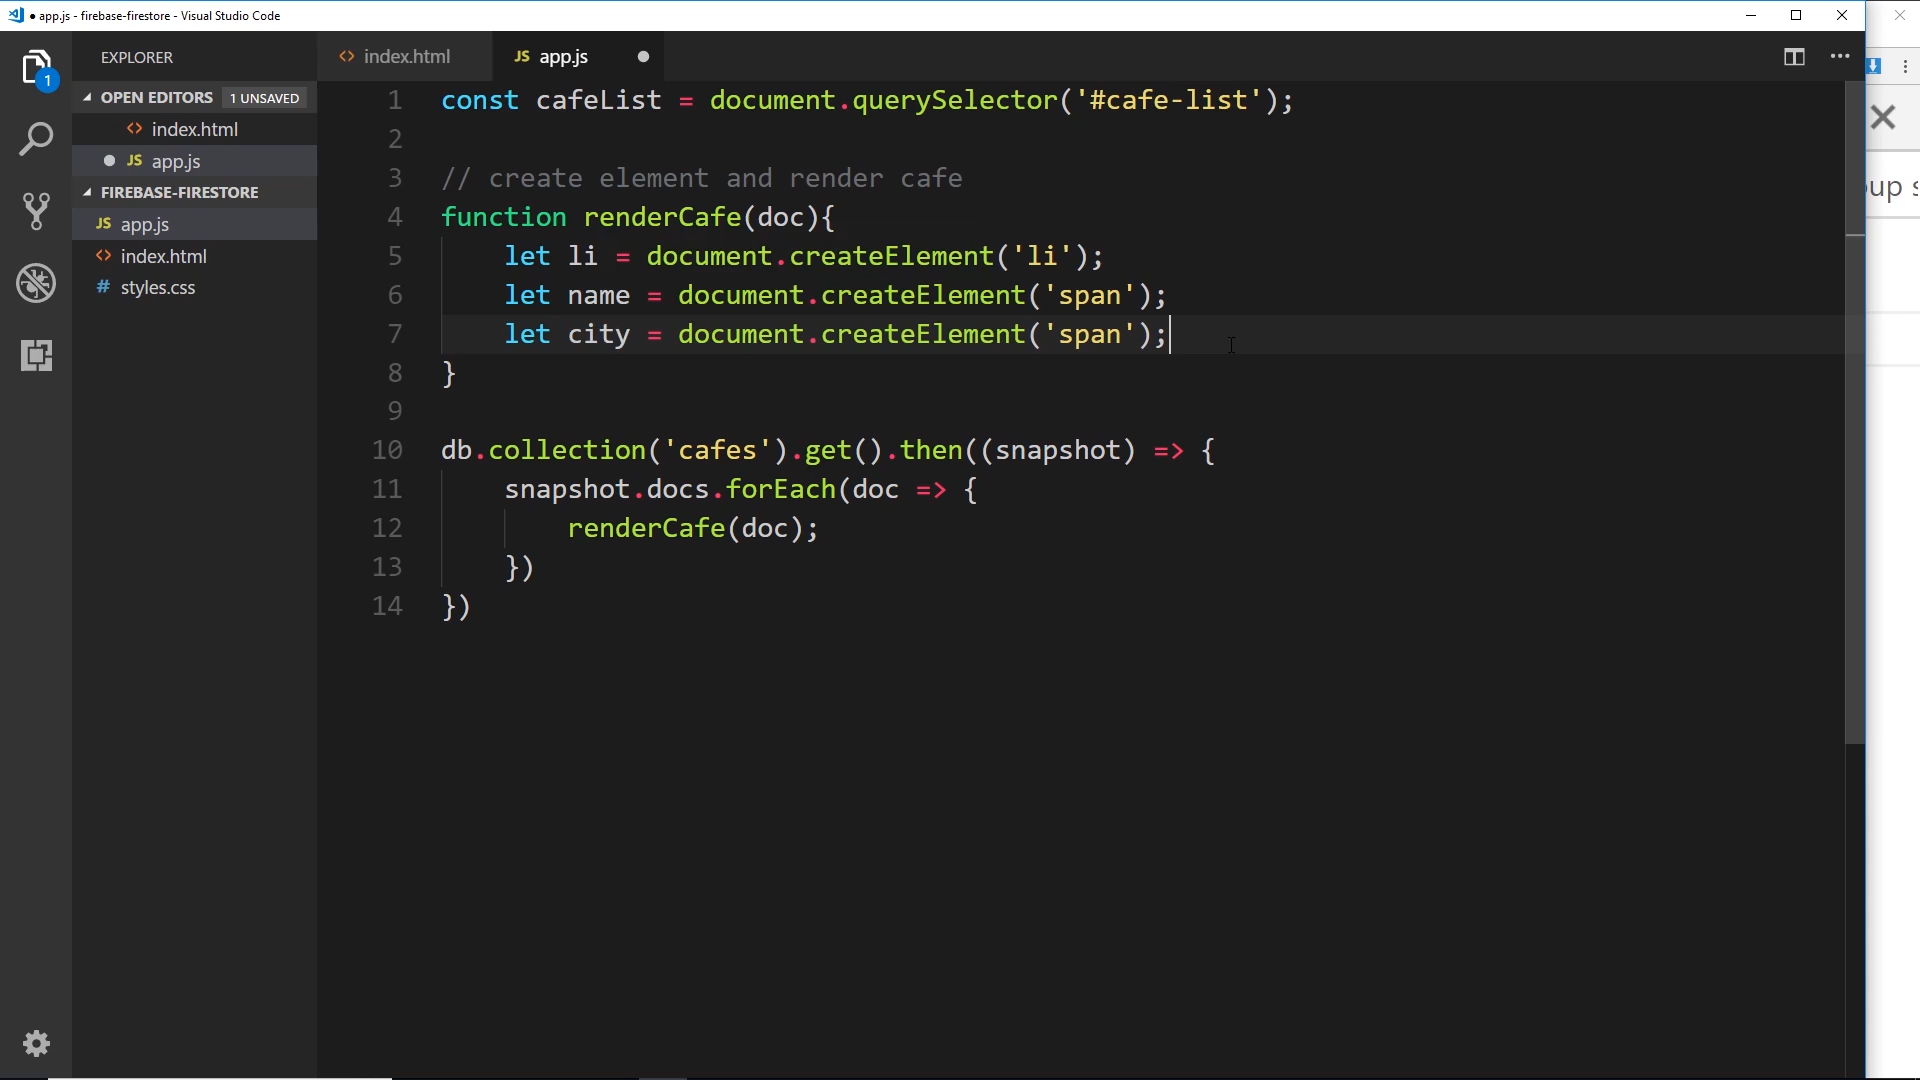 ● app.js - firebase-firestore - Visual Studio Code
EXPLORER
OPEN EDITORS 1 UNSAVED
<> index.html
● JS app.js
FIREBASE-FIRESTORE
JS app.js
<> index.html
# styles.css
1
<> index.html JS app.js ●
1 const cafeList = document.querySelector('#cafe-list');
2
3 // create element and render cafe
4 function renderCafe(doc){
5     let li = document.createElement('li');
6     let name = document.createElement('span');
7     let city = document.createElement('span');
8 }
9
10 db.collection('cafes').get().then((snapshot) => {
11     snapshot.docs.forEach(doc => {
12         renderCafe(doc);
13     })
14 })